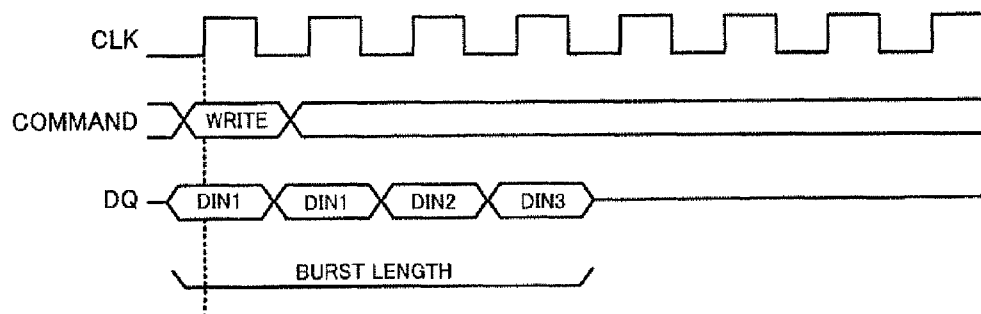 CLK
COMMAND WRITE
DQ DIN1 DIN1 DIN2 DIN3
BURST LENGTH